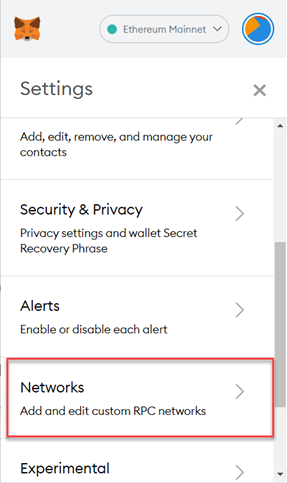 Ethereum Mainnet
Settings
Add, edit, remove, and manage your
contacts
Security & Privacy
Privacy settings and wallet Secret
Recovery Phrase
Alerts
Enable or disable each alert
Networks
Add and edit custom RPC networks
Experimental